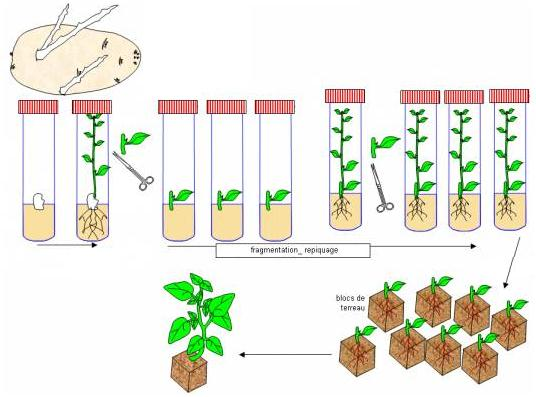 fragmentation_ repiquage
blocs de
terreau